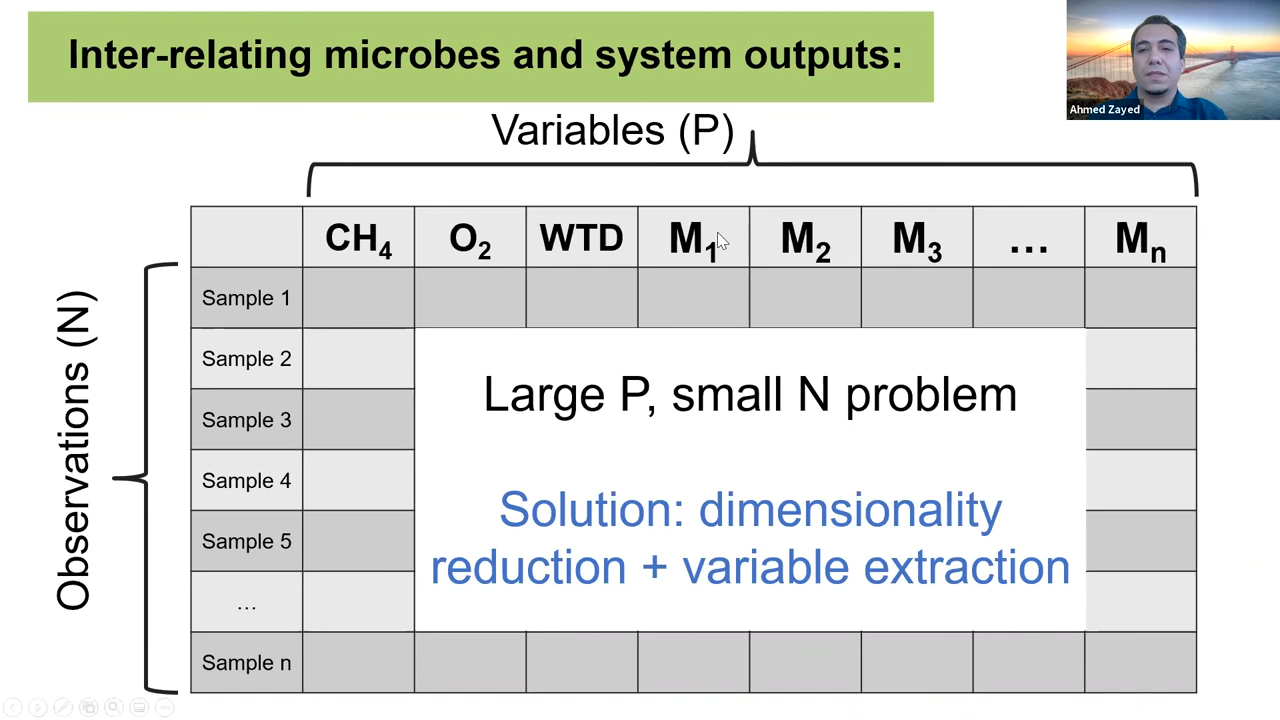 Inter-relating microbes and system outputs:
Ahmed Zayed
Variables (P)
CH₄ O₂ WTD M₁ M₂ M₃ ... Mₙ
Observations (N)
Sample 1
Sample 2
Sample 3
Sample 4
Sample 5
...
Sample n
Large P, small N problem
Solution: dimensionality
reduction + variable extraction